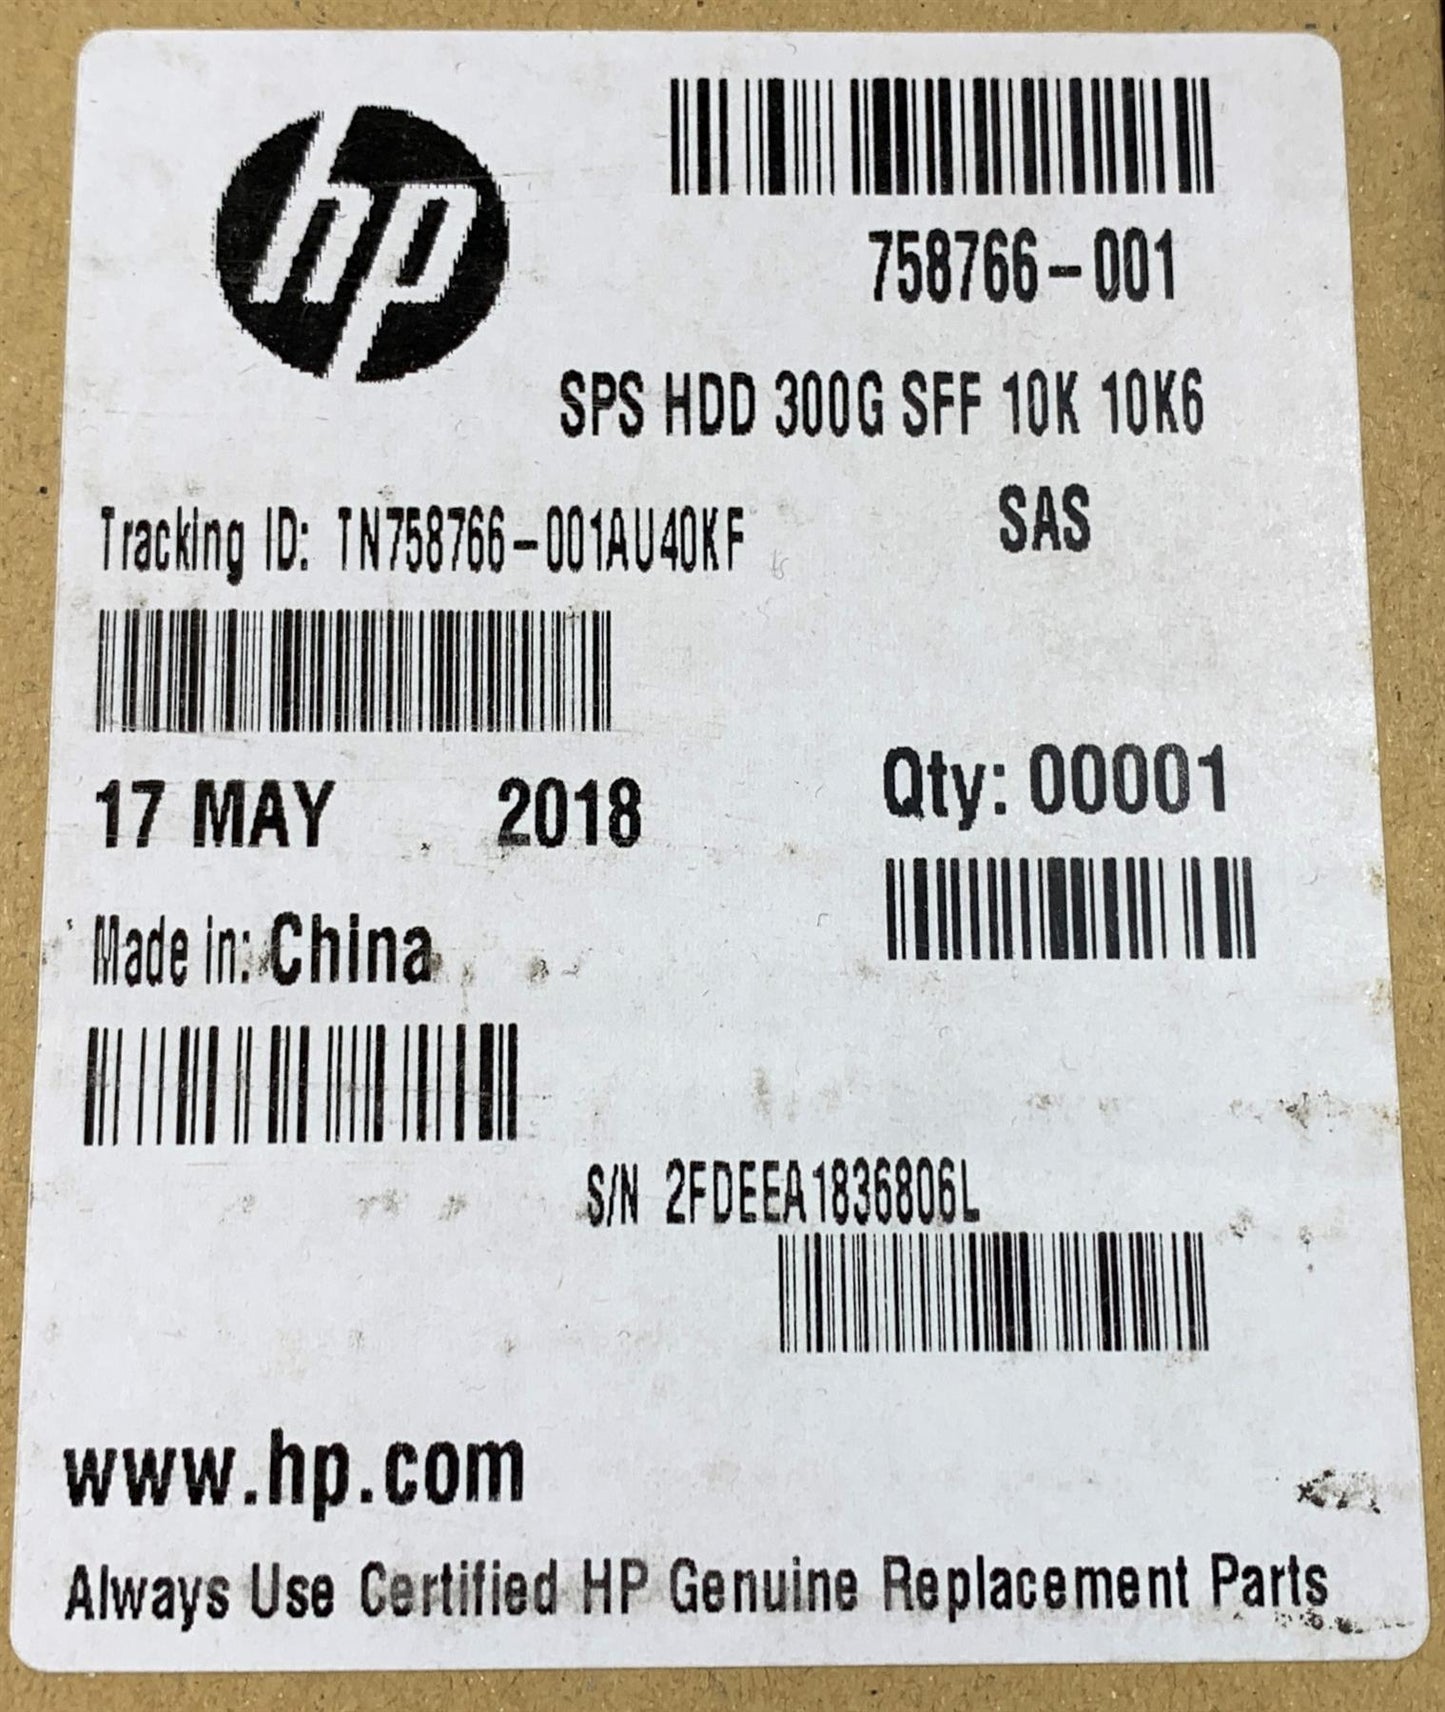 hp
758766-001
SPS HDD 300G SFF 10K 10K6
SAS
Tracking ID: TN758766-001AU40KF
17 MAY 2018
Qty: 00001
Made in: China
S/N 2FDEEA1836806L
www.hp.com
Always Use Certified HP Genuine Replacement Parts